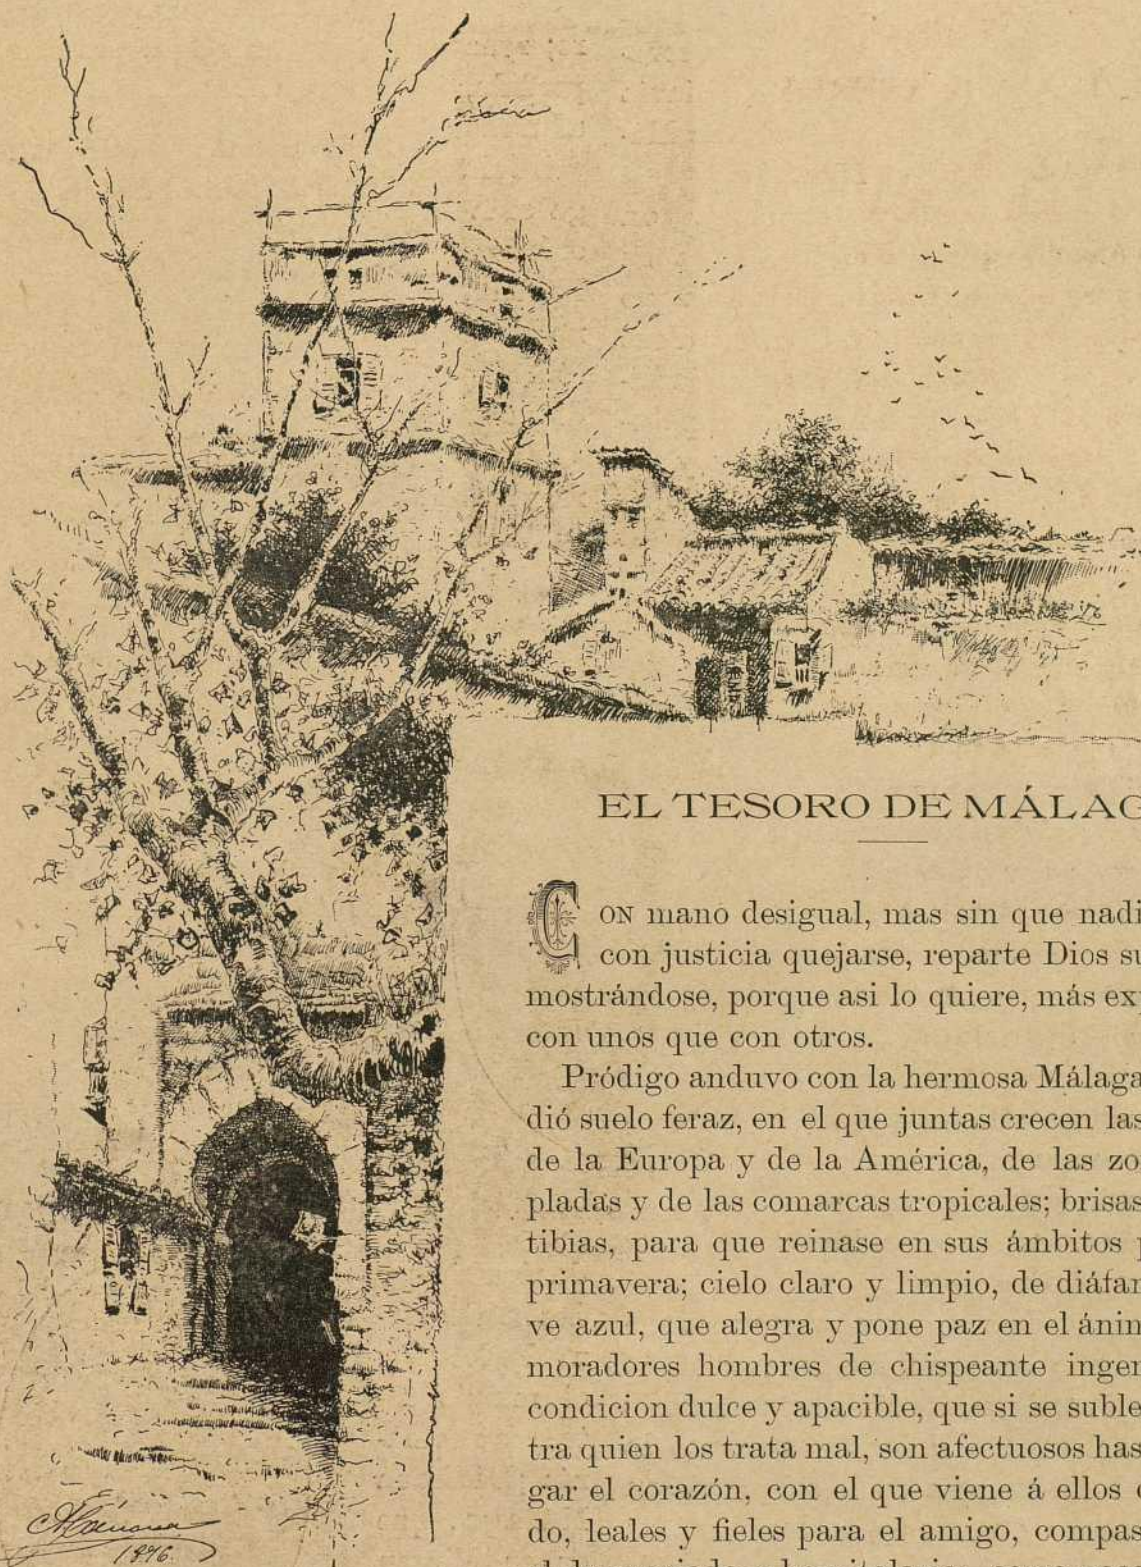 EL TESORO DE MÁLAG
CON mano desigual, mas sin que nadi
con justicia quejarse, reparte Dios su
mostrándose, porque asi lo quiere, más ex
con unos que con otros.
Pródigo anduvo con la hermosa Málaga
dió suelo feraz, en el que juntas crecen las
de la Europa y de la América, de las zo
pladas y de las comarcas tropicales; brisas
tibias, para que reinase en sus ámbitos
primavera; cielo claro y limpio, de diáfan
ve azul, que alegra y pone paz en el ánim
moradores hombres de chispeante inger
condicion dulce y apacible, que si se suble
tra quien los trata mal, son afectuosos has
gar el corazón, con el que viene á ellos
do, leales y fieles para el amigo, compas
1896.